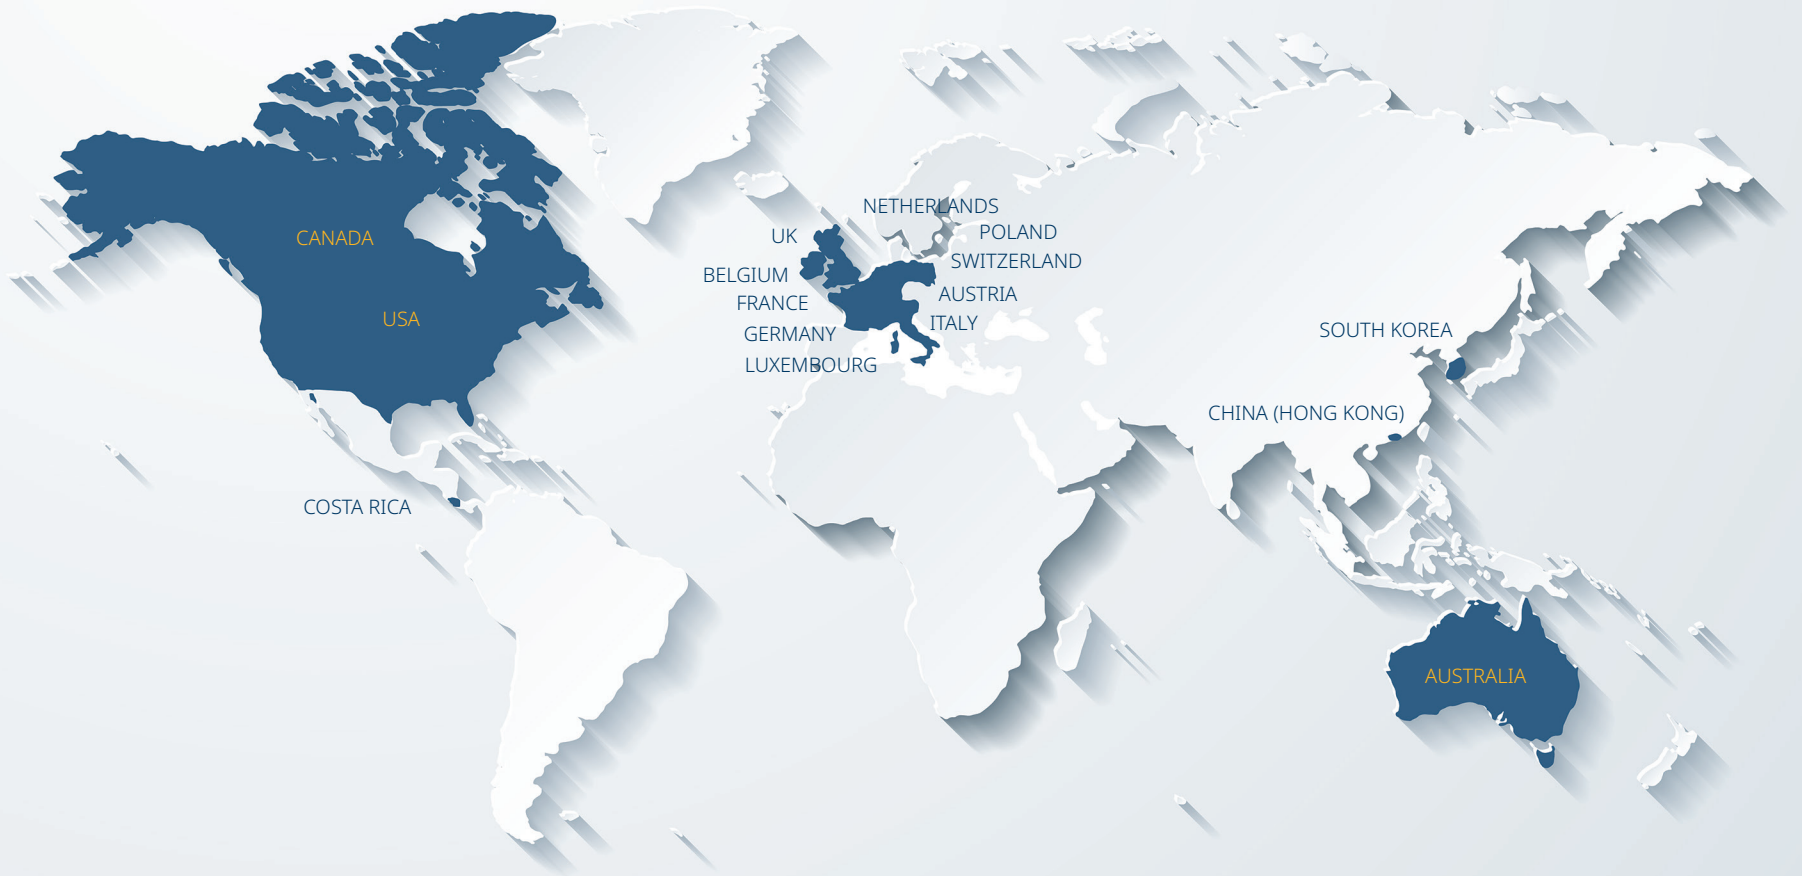 CANADA
USA
COSTA RICA
NETHERLANDS
UK
POLAND
SWITZERLAND
BELGIUM
AUSTRIA
FRANCE
ITALY
GERMANY
LUXEMBOURG
SOUTH KOREA
CHINA (HONG KONG)
AUSTRALIA